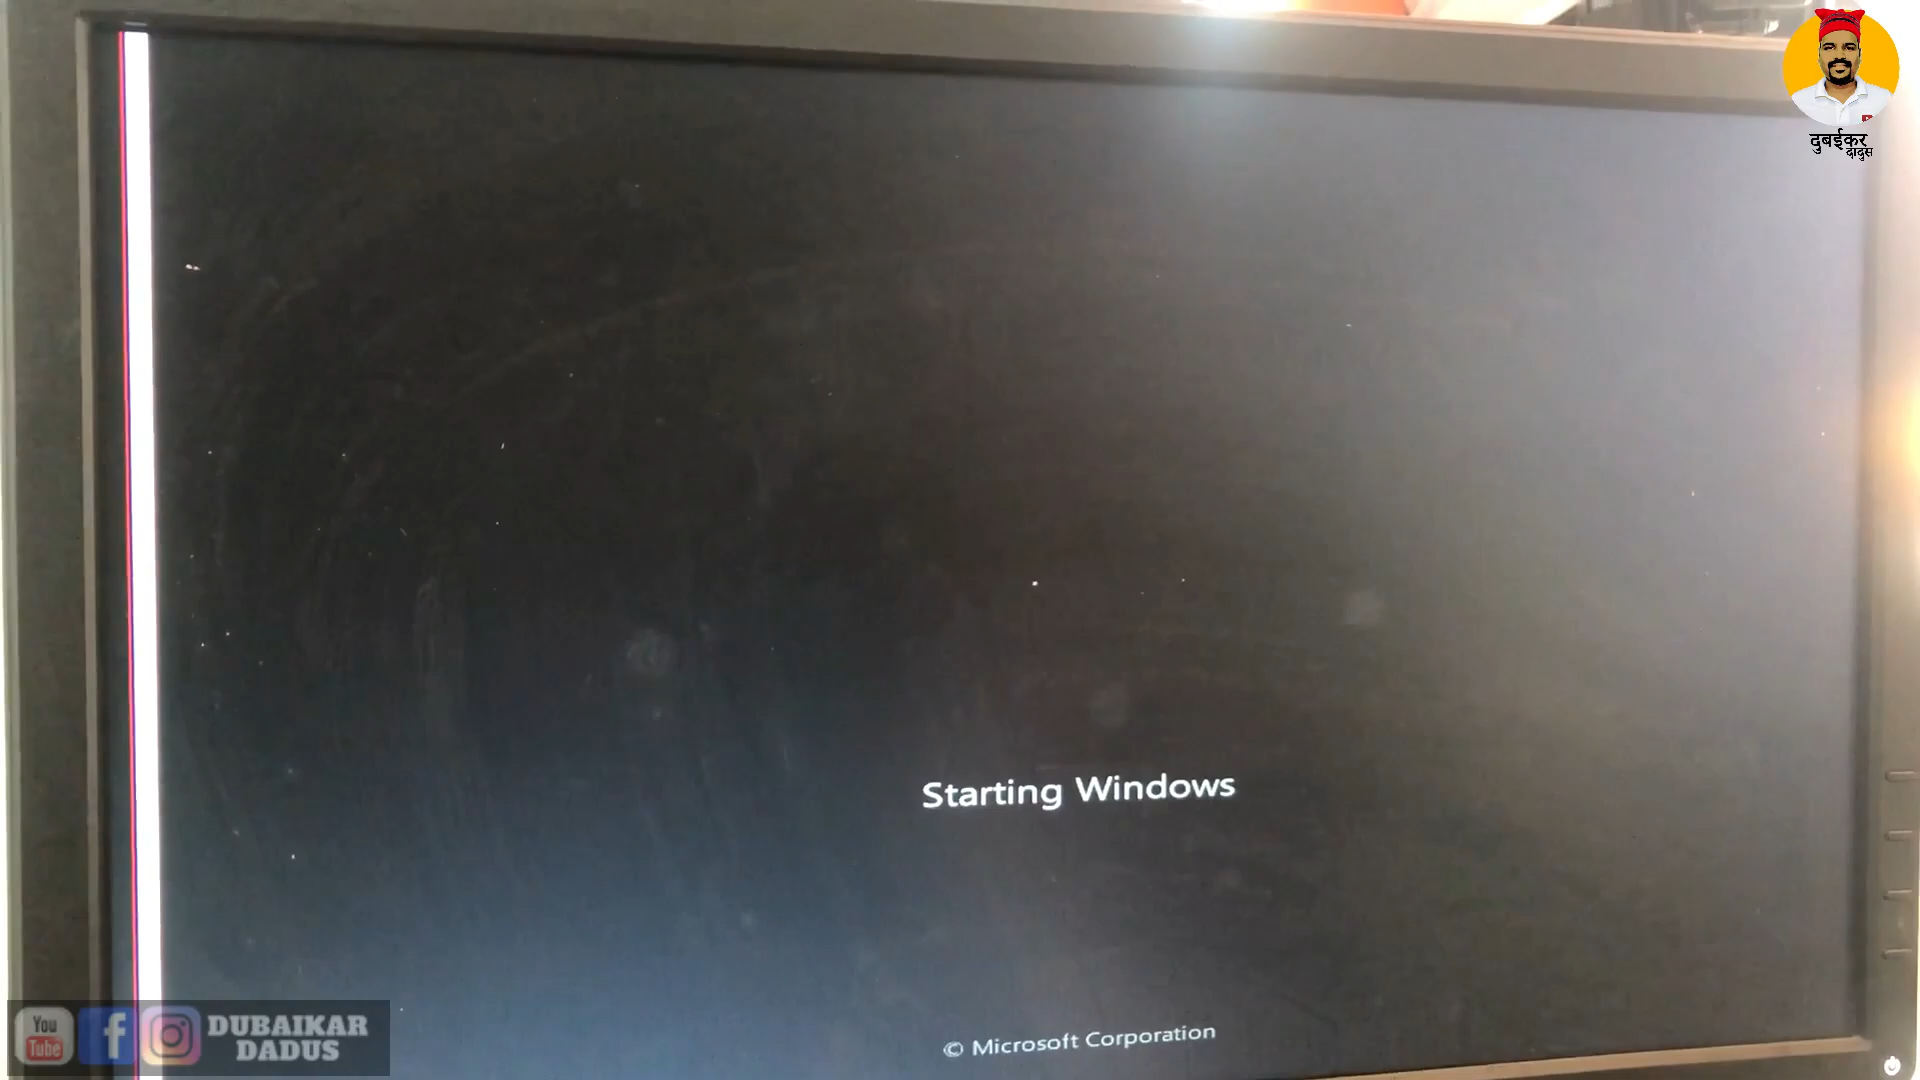 दुबईकर
दादुस
Starting Windows
© Microsoft Corporation
You
Tube
DUBAIKAR
DADUS